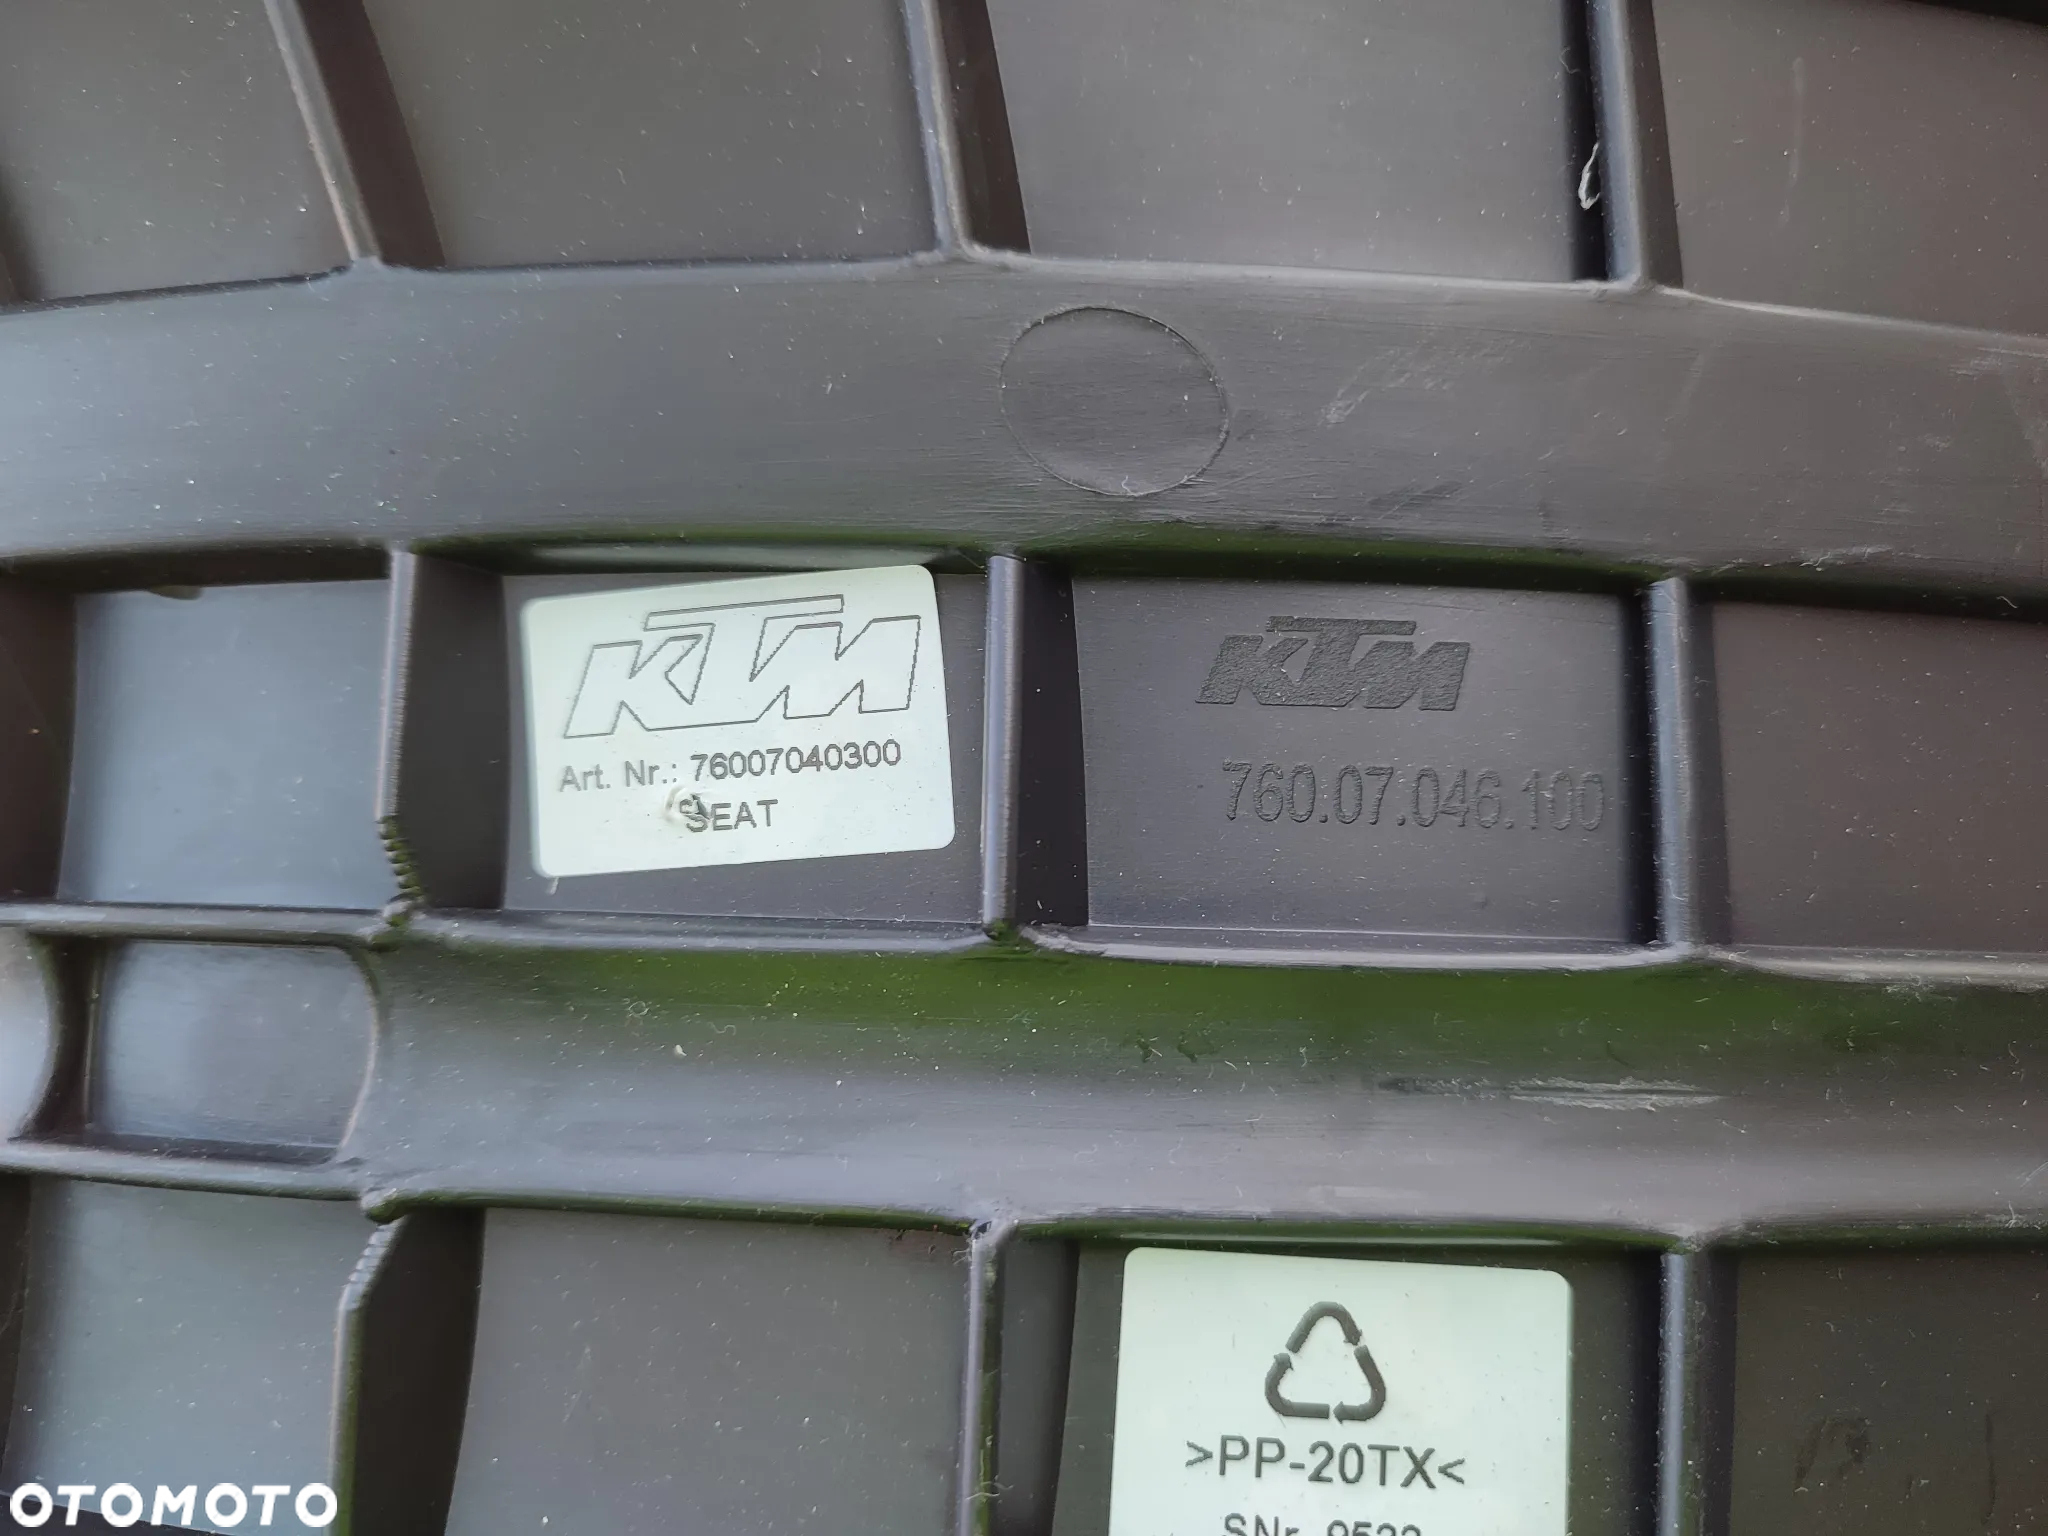 KTM
Art. Nr.: 76007040300
SEAT
KTM
760.07.046.100
>PP-20TX<
OTOMOTO